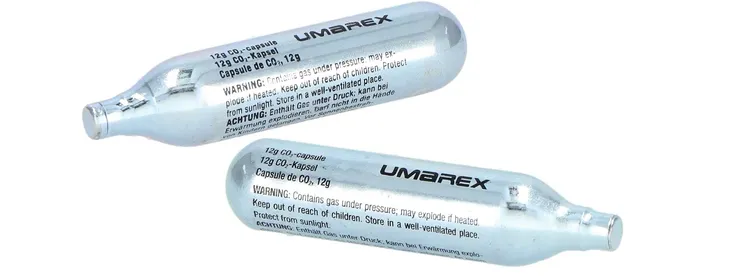 UMAREX
12g CO₂-capsule
12g CO₂-Kapsel
Capsule de CO₂, 12g
WARNING: Contains gas under pressure; may ex-
plode if heated. Keep out of reach of children. Protect
from sunlight. Store in a well-ventilated place.
ACHTUNG: Enthält Gas unter Druck; kann bei
Erwärmung explodieren. Darf nicht in die Hände
von Kindern
UMAREX
12g CO₂-capsule
12g CO₂-Kapsel
Capsule de CO₂, 12g
WARNING: Contains gas under pressure; may explode if heated.
Keep out of reach of children. Store in a well-ventilated place.
Protect from sunlight.
ACHTUNG: Enthält Gas unter Druck; kann bei Erwärmung explo-